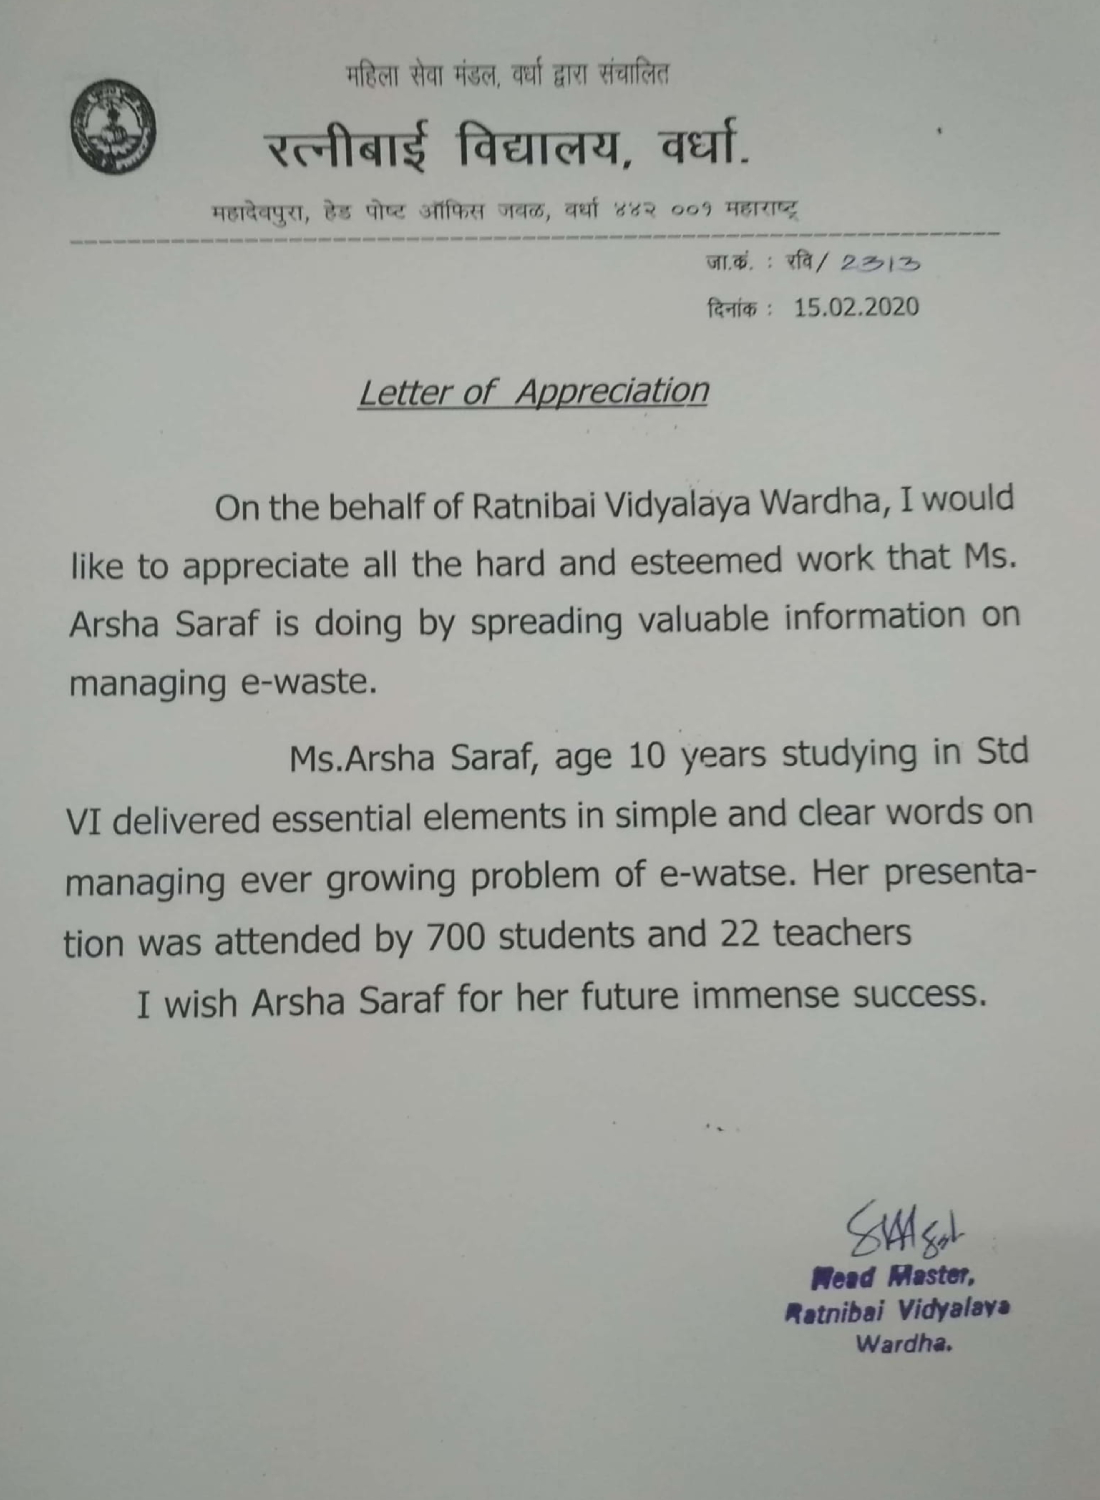 महिला सेवा मंडल, वर्धा द्वारा संचालित
रत्नीबाई विद्यालय, वर्धा.
महादेवपुरा, हेड पोष्ट ऑफिस जवळ, वर्धा ४४२ ००१ महाराष्ट्र
जा.कं. : रवि/ 2313
दिनांक : 15.02.2020
Letter of Appreciation
On the behalf of Ratnibai Vidyalaya Wardha, I would
like to appreciate all the hard and esteemed work that Ms.
Arsha Saraf is doing by spreading valuable information on
managing e-waste.
Ms.Arsha Saraf, age 10 years studying in Std
VI delivered essential elements in simple and clear words on
managing ever growing problem of e-watse. Her presenta-
tion was attended by 700 students and 22 teachers
I wish Arsha Saraf for her future immense success.
Head Master,
Ratnibai Vidyalaya
Wardha.